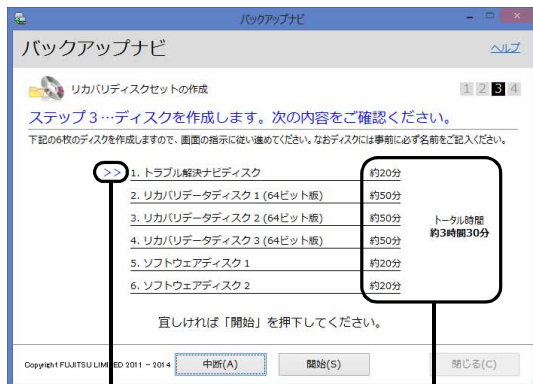 バックアップナビ
バックアップナビ
ヘルプ
リカバリディスクセットの作成
1 2 3 4
ステップ3…ディスクを作成します。次の内容をご確認ください。
下記の6枚のディスクを作成しますので、画面の指示に従い進めてください。なおディスクには事前に必ず名前をご記入ください。
>> 1. トラブル解決ナビディスク 約20分
2. リカバリデータディスク 1 (64ビット版) 約50分
3. リカバリデータディスク 2 (64ビット版) 約50分
4. リカバリデータディスク 3 (64ビット版) 約50分
5. ソフトウェアディスク 1 約20分
6. ソフトウェアディスク 2 約20分
トータル時間
約3時間30分
宜しければ「開始」を押下してください。
Copyright FUJITSU LIMITED 2011 - 2014
中断(A) 開始(S) 閉じる(C)